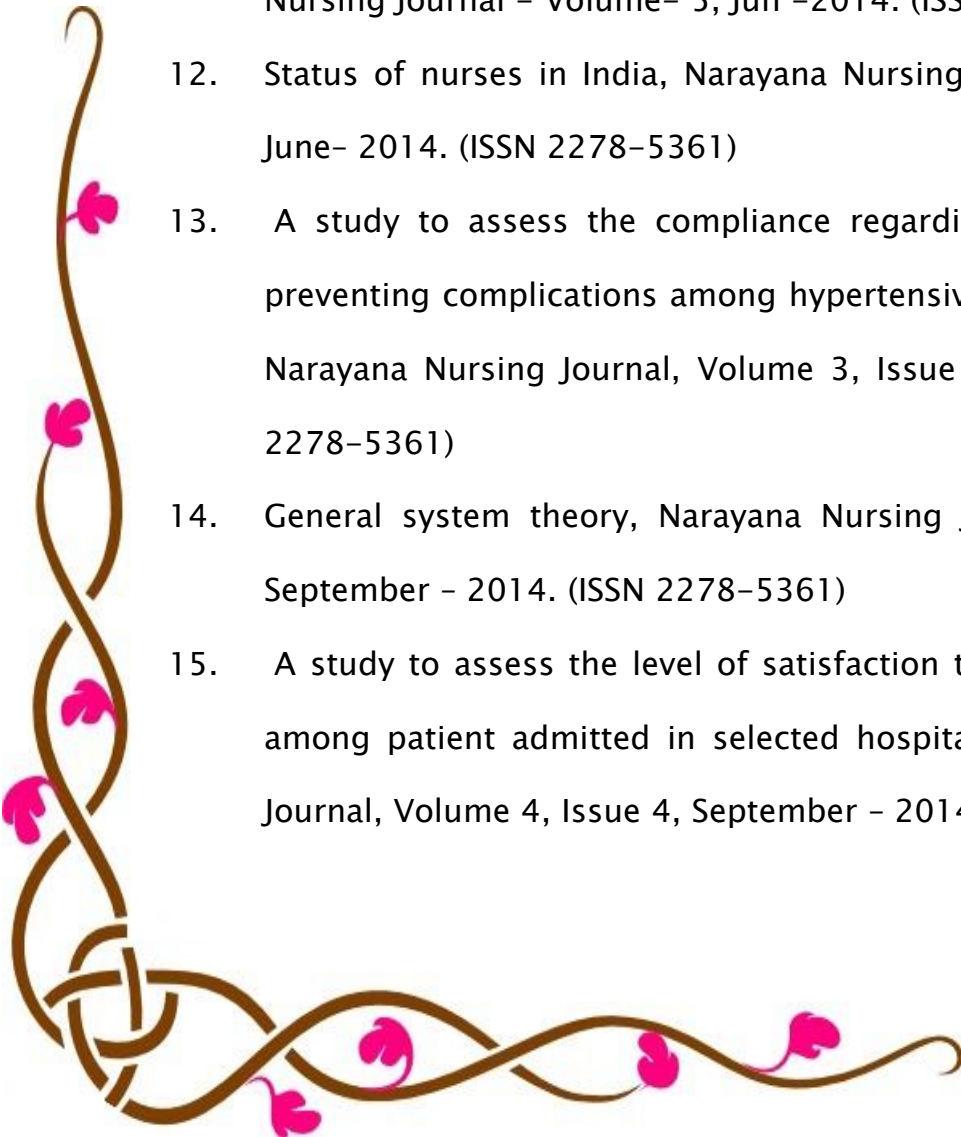 Nursing Journal – Volume– 3, Jun –2014. (ISS
12. Status of nurses in India, Narayana Nursing
June– 2014. (ISSN 2278–5361)
13. A study to assess the compliance regardi
preventing complications among hypertensiv
Narayana Nursing Journal, Volume 3, Issue
2278–5361)
14. General system theory, Narayana Nursing J
September – 2014. (ISSN 2278–5361)
15. A study to assess the level of satisfaction t
among patient admitted in selected hospita
Journal, Volume 4, Issue 4, September – 2014